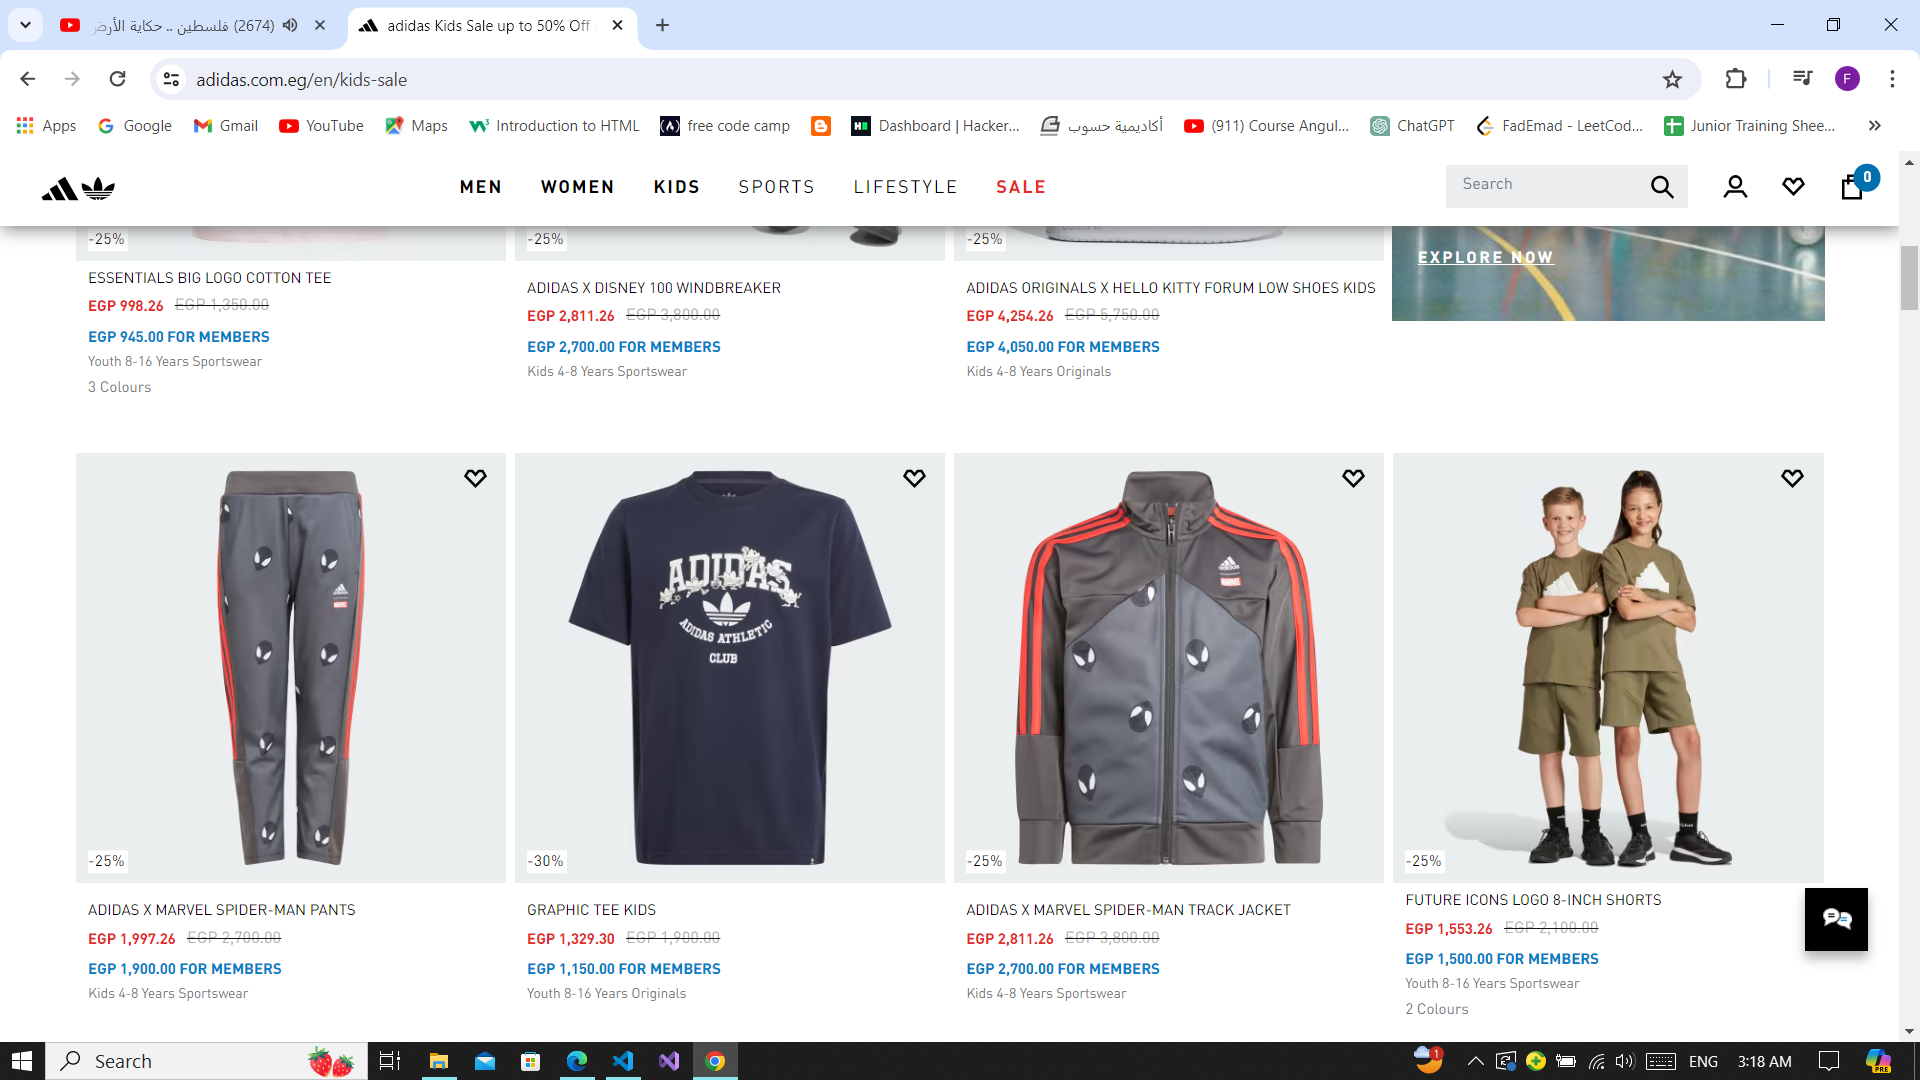 (2674) فلسطين .. حكاية الأرض
adidas Kids Sale up to 50% Off
adidas.com.eg/en/kids-sale
F
Apps
Google
Gmail
YouTube
Maps
Introduction to HTML
free code camp
Dashboard | Hacker...
أكاديمية حسوب
(911) Course Angul...
ChatGPT
FadEmad - LeetCod...
Junior Training Shee...
MEN
WOMEN
KIDS
SPORTS
LIFESTYLE
SALE
Search
0
-25%
-25%
-25%
EXPLORE NOW
ESSENTIALS BIG LOGO COTTON TEE
EGP 998.26 EGP 1,350.00
EGP 945.00 FOR MEMBERS
Youth 8-16 Years Sportswear
3 Colours
ADIDAS X DISNEY 100 WINDBREAKER
EGP 2,811.26 EGP 3,800.00
EGP 2,700.00 FOR MEMBERS
Kids 4-8 Years Sportswear
ADIDAS ORIGINALS X HELLO KITTY FORUM LOW SHOES KIDS
EGP 4,254.26 EGP 5,750.00
EGP 4,050.00 FOR MEMBERS
Kids 4-8 Years Originals
adidas
MARVEL
-25%
ADIDAS X MARVEL SPIDER-MAN PANTS
EGP 1,997.26 EGP 2,700.00
EGP 1,900.00 FOR MEMBERS
Kids 4-8 Years Sportswear
ADIDAS
ADIDAS ATHLETIC
CLUB
-30%
GRAPHIC TEE KIDS
EGP 1,329.30 EGP 1,900.00
EGP 1,150.00 FOR MEMBERS
Youth 8-16 Years Originals
adidas
MARVEL
-25%
ADIDAS X MARVEL SPIDER-MAN TRACK JACKET
EGP 2,811.26 EGP 3,800.00
EGP 2,700.00 FOR MEMBERS
Kids 4-8 Years Sportswear
-25%
FUTURE ICONS LOGO 8-INCH SHORTS
EGP 1,553.26 EGP 2,100.00
EGP 1,500.00 FOR MEMBERS
Youth 8-16 Years Sportswear
2 Colours
Search
1
ENG
3:18 AM
PRE